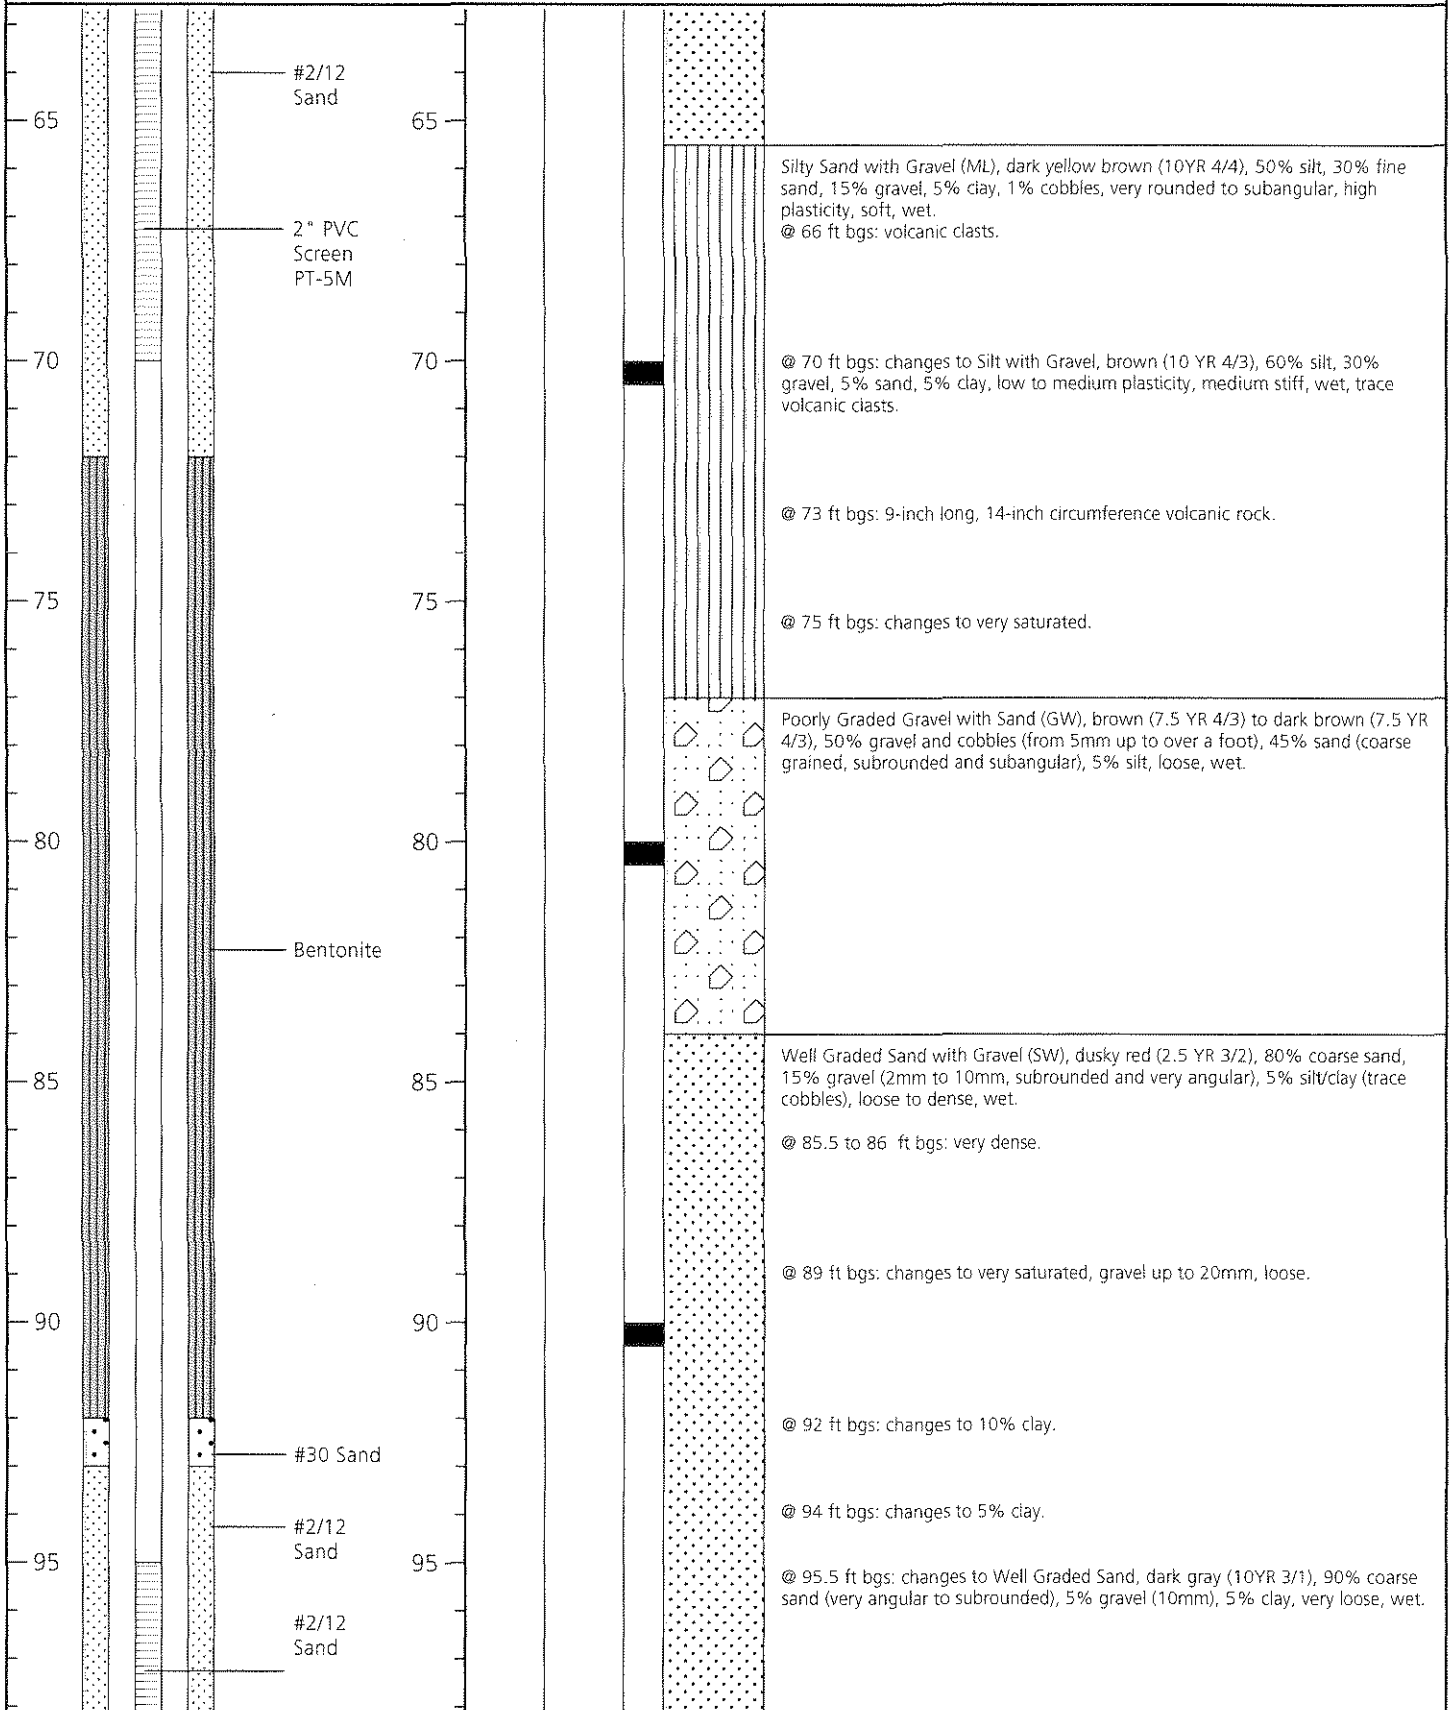 #2/12
Sand
65
65
Silty Sand with Gravel (ML), dark yellow brown (10YR 4/4), 50% silt, 30% fine
sand, 15% gravel, 5% clay, 1% cobbles, very rounded to subangular, high
plasticity, soft, wet.
@ 66 ft bgs: volcanic clasts.
2" PVC
Screen
PT-5M
70
70
@ 70 ft bgs: changes to Silt with Gravel, brown (10 YR 4/3), 60% silt, 30%
gravel, 5% sand, 5% clay, low to medium plasticity, medium stiff, wet, trace
volcanic clasts.
@ 73 ft bgs: 9-inch long, 14-inch circumference volcanic rock.
75
75
@ 75 ft bgs: changes to very saturated.
Poorly Graded Gravel with Sand (GW), brown (7.5 YR 4/3) to dark brown (7.5 YR
4/3), 50% gravel and cobbles (from 5mm up to over a foot), 45% sand (coarse
grained, subrounded and subangular), 5% silt, loose, wet.
80
80
Bentonite
Well Graded Sand with Gravel (SW), dusky red (2.5 YR 3/2), 80% coarse sand,
15% gravel (2mm to 10mm, subrounded and very angular), 5% silt/clay (trace
cobbles), loose to dense, wet.
85
85
@ 85.5 to 86 ft bgs: very dense.
@ 89 ft bgs: changes to very saturated, gravel up to 20mm, loose.
90
90
@ 92 ft bgs: changes to 10% clay.
#30 Sand
@ 94 ft bgs: changes to 5% clay.
#2/12
Sand
95
95
@ 95.5 ft bgs: changes to Well Graded Sand, dark gray (10YR 3/1), 90% coarse
sand (very angular to subrounded), 5% gravel (10mm), 5% clay, very loose, wet.
#2/12
Sand